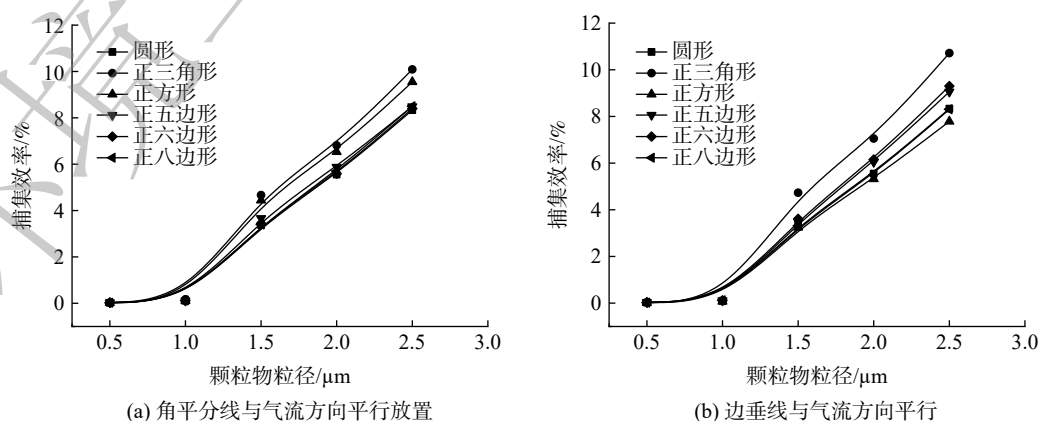 12
10
8
6
4
2
0
捕集效率/%
圆形
正三角形
正方形
正五边形
正六边形
正八边形
0.5 1.0 1.5 2.0 2.5 3.0
颗粒物粒径/μm
(a) 角平分线与气流方向平行放置
12
10
8
6
4
2
0
捕集效率/%
圆形
正三角形
正方形
正五边形
正六边形
正八边形
0.5 1.0 1.5 2.0 2.5 3.0
颗粒物粒径/μm
(b) 边垂线与气流方向平行